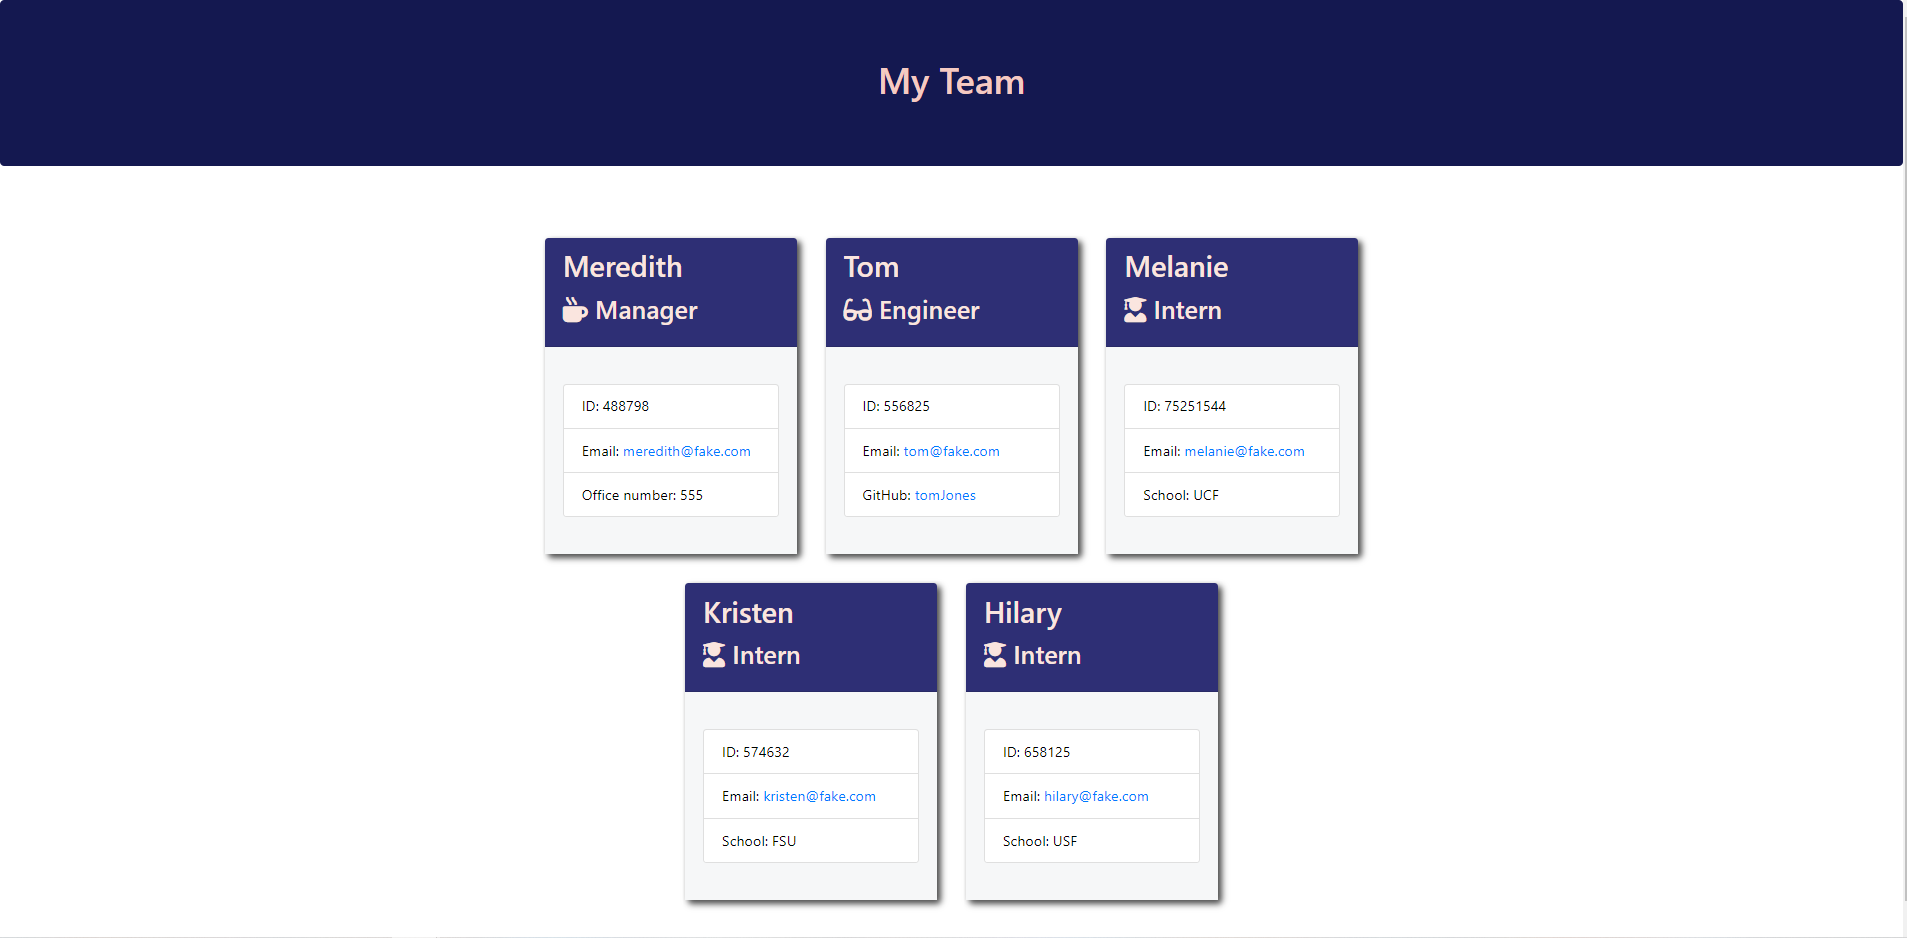 My Team
Meredith
Manager
ID: 488798
Email: meredith@fake.com
Office number: 555
Tom
Engineer
ID: 556825
Email: tom@fake.com
GitHub: tomJones
Melanie
Intern
ID: 75251544
Email: melanie@fake.com
School: UCF
Kristen
Intern
ID: 574632
Email: kristen@fake.com
School: FSU
Hilary
Intern
ID: 658125
Email: hilary@fake.com
School: USF